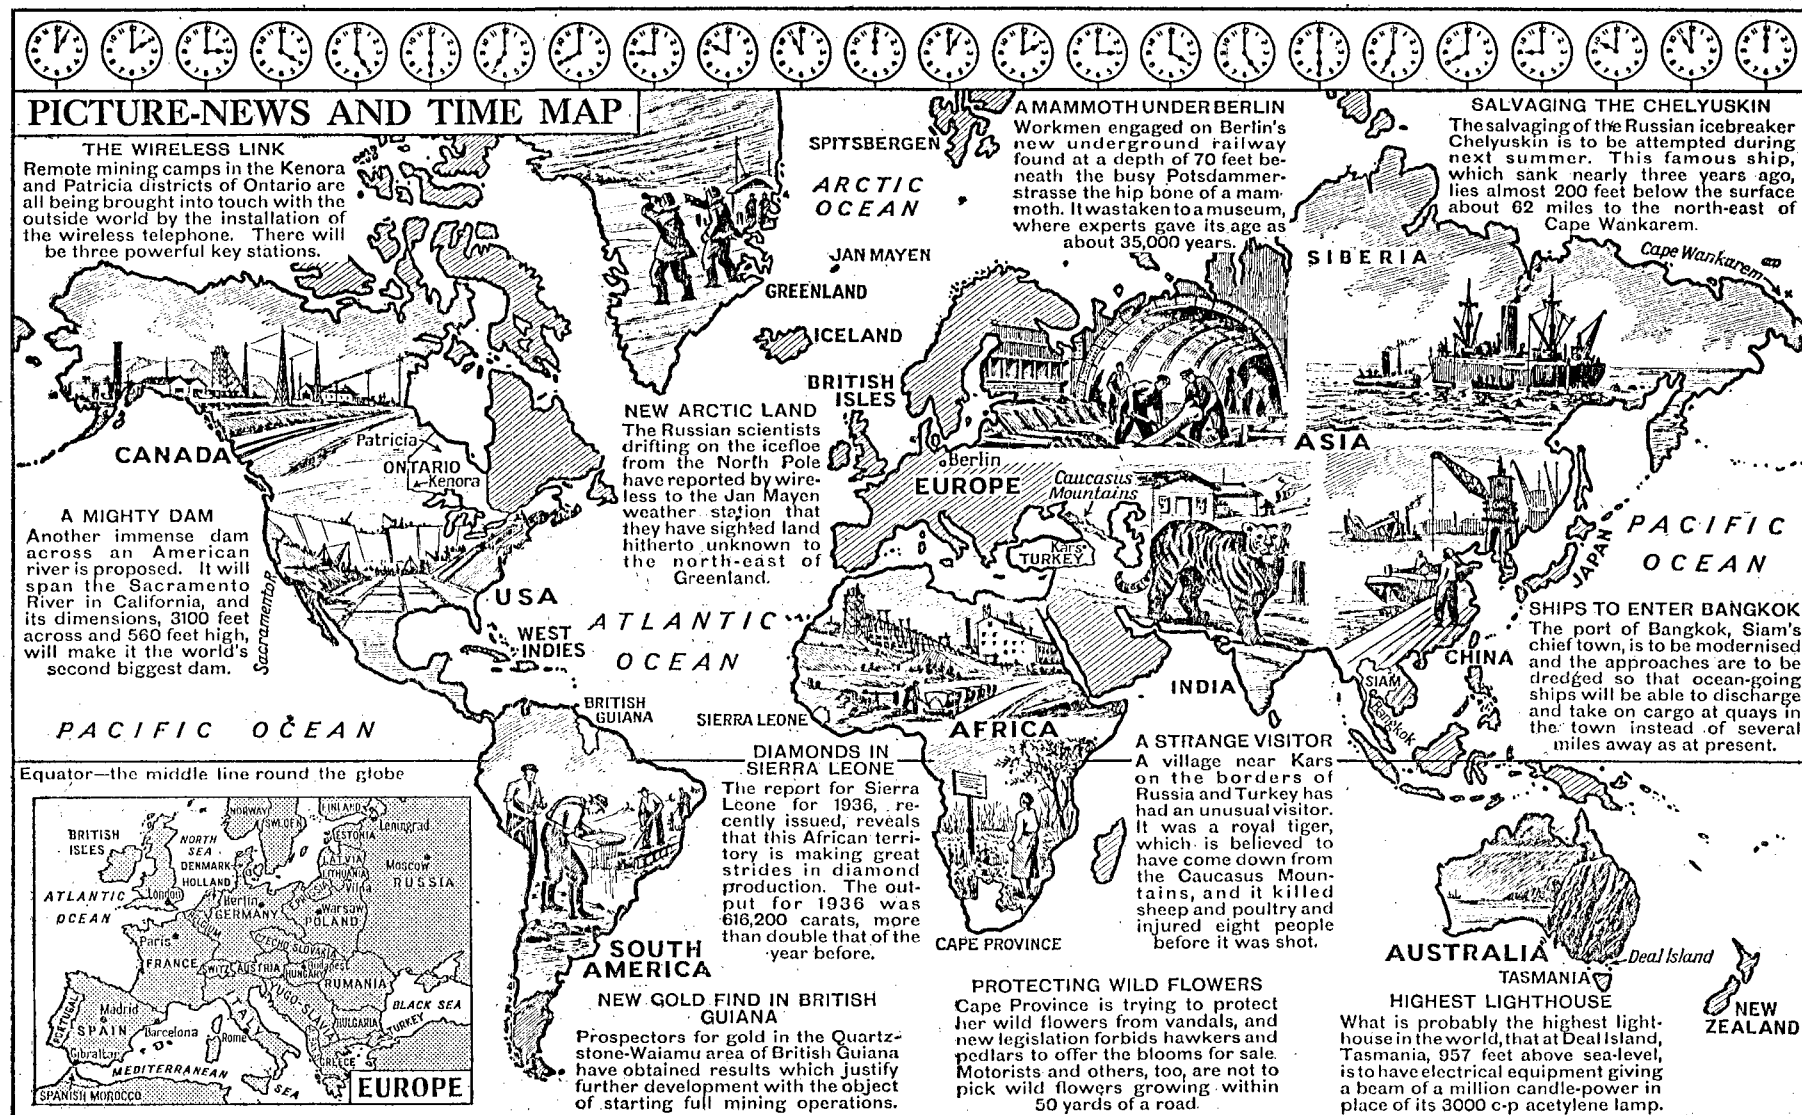 PICTURE-NEWS AND TIME MAP
THE WIRELESS LINK
Remote mining camps in the Kenora
and Patricia districts of Ontario are
all being brought into touch with the
outside world by the installation of
the wireless telephone. There will
be three powerful key stations.
SPITSBERGEN
ARCTIC
OCEAN
JAN MAYEN
GREENLAND
ICELAND
BRITISH
ISLES
A MAMMOTH UNDER BERLIN
Workmen engaged on Berlin's
new underground railway
found at a depth of 70 feet be-
neath the busy Potsdammer-
strasse the hip bone of a mam-
moth. It was taken to a museum,
where experts gave its age as
about 35,000 years.
SALVAGING THE CHELYUSKIN
The salvaging of the Russian icebreaker
Chelyuskin is to be attempted during
next summer. This famous ship,
which sank nearly three years ago,
lies almost 200 feet below the surface
about 62 miles to the north-east of
Cape Wankarem.
SIBERIA
Cape Wankarem
CANADA
Patricia
ONTARIO
Kenora
NEW ARCTIC LAND
The Russian scientists
drifting on the icefloe
from the North Pole
have reported by wire-
less to the Jan Mayen
weather station that
they have sighted land
hitherto unknown to
the north-east of
Greenland.
Berlin
EUROPE
Caucasus
Mountains
Kars
TURKEY
ASIA
A MIGHTY DAM
Another immense dam
across an American
river is proposed. It will
span the Sacramento
River in California, and
its dimensions, 3100 feet
across and 560 feet high,
will make it the world's
second biggest dam.
Sacramento R.
USA
WEST
INDIES
ATLANTIC
OCEAN
PACIFIC
OCEAN
JAPAN
CHINA
SIAM
Bangkok
INDIA
SHIPS TO ENTER BANGKOK
The port of Bangkok, Siam's
chief town, is to be modernised
and the approaches are to be
dredged so that ocean-going
ships will be able to discharge
and take on cargo at quays in
the town instead of several
miles away as at present.
PACIFIC OCEAN
BRITISH
GUIANA
SIERRA LEONE
AFRICA
Equator—the middle line round the globe
DIAMONDS IN
SIERRA LEONE
The report for Sierra
Leone for 1936, re-
cently issued, reveals
that this African terri-
tory is making great
strides in diamond
production. The out-
put for 1936 was
616,200 carats, more
than double that of the
year before.
A STRANGE VISITOR
A village near Kars
on the borders of
Russia and Turkey has
had an unusual visitor.
It was a royal tiger,
which is believed to
have come down from
the Caucasus Moun-
tains, and it killed
sheep and poultry and
injured eight people
before it was shot.
SOUTH
AMERICA
CAPE PROVINCE
AUSTRALIA
Deal Island
TASMANIA
NEW
ZEALAND
NEW GOLD FIND IN BRITISH
GUIANA
Prospectors for gold in the Quartz-
stone-Waiamu area of British Guiana
have obtained results which justify
further development with the object
of starting full mining operations.
PROTECTING WILD FLOWERS
Cape Province is trying to protect
her wild flowers from vandals, and
new legislation forbids hawkers and
pedlars to offer the blooms for sale.
Motorists and others, too, are not to
pick wild flowers growing within
50 yards of a road.
HIGHEST LIGHTHOUSE
What is probably the highest light-
house in the world, that at Deal Island,
Tasmania, 957 feet above sea-level,
is to have electrical equipment giving
a beam of a million candle-power in
place of its 3000 c-p acetylene lamp.
NORWAY
SWEDEN
FINLAND
Leningrad
ESTONIA
BRITISH
ISLES
NORTH
SEA
DENMARK
LATVIA
LITHUANIA
Vilna
Moscow
RUSSIA
HOLLAND
London
ATLANTIC
OCEAN
Berlin
GERMANY
Warsaw
POLAND
Paris
CZECHO SLOVAKIA
FRANCE
SWITZ
AUSTRIA
HUNGARY
Budapest
RUMANIA
YUGO-SLAVIA
BLACK SEA
BULGARIA
TURKEY
ITALY
Rome
GREECE
PORTUGAL
Madrid
SPAIN
Barcelona
Gibraltar
MEDITERRANEAN
SEA
SPANISH MOROCCO
EUROPE